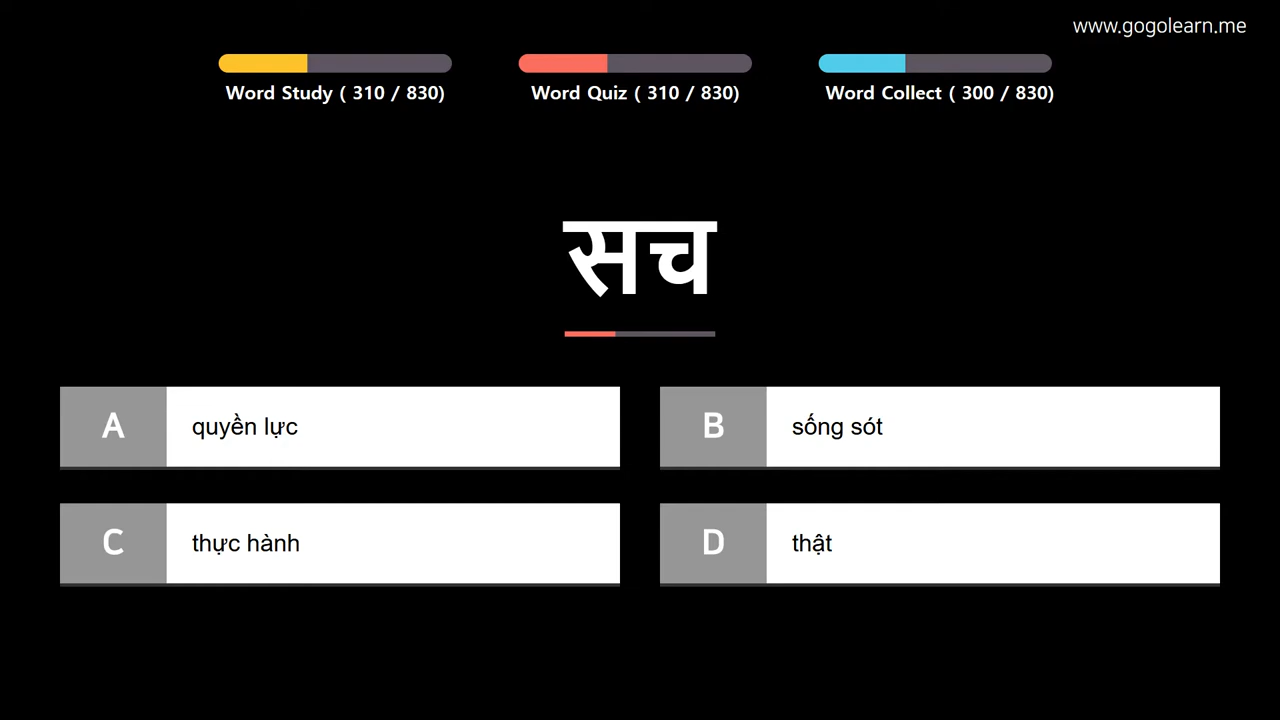 www.gogolearn.me
Word Study ( 310 / 830)
Word Quiz ( 310 / 830)
Word Collect ( 300 / 830)
सच
A
quyền lực
B
sống sót
C
thực hành
D
thật